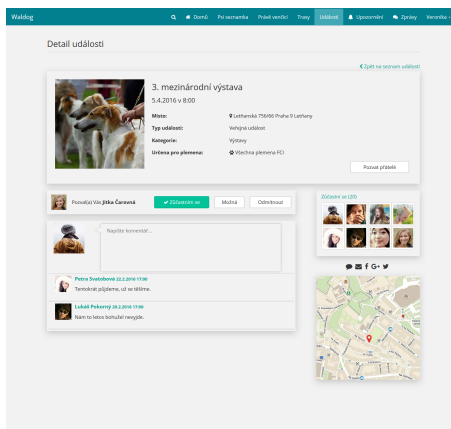 Waldog
Domů
Psí seznamka
Právě venčící
Trasy
Události
Upozornění
Zprávy
Veronika
Detail události
Zpět na seznam událostí
3. mezinárodní výstava
5.4.2016 v 8:00
Místo: Letňanská 756/66 Praha 9 Letňany
Typ události: Veřejná událost
Kategorie: Výstavy
Určena pro plemena: Všechna plemena FCI
Pozvat přátelé
Pozval(a) Vás Jitka Čarovná
Zúčastním se
Možná
Odmítnout
Zúčastní se (20)
Napište komentář...
Petra Svatobová 22.2.2016 17:00
Tentokrát půjdeme, už se těšíme.
Lukáš Pokorný 20.2.2016 17:00
Nám to letos bohužel nevyjde.